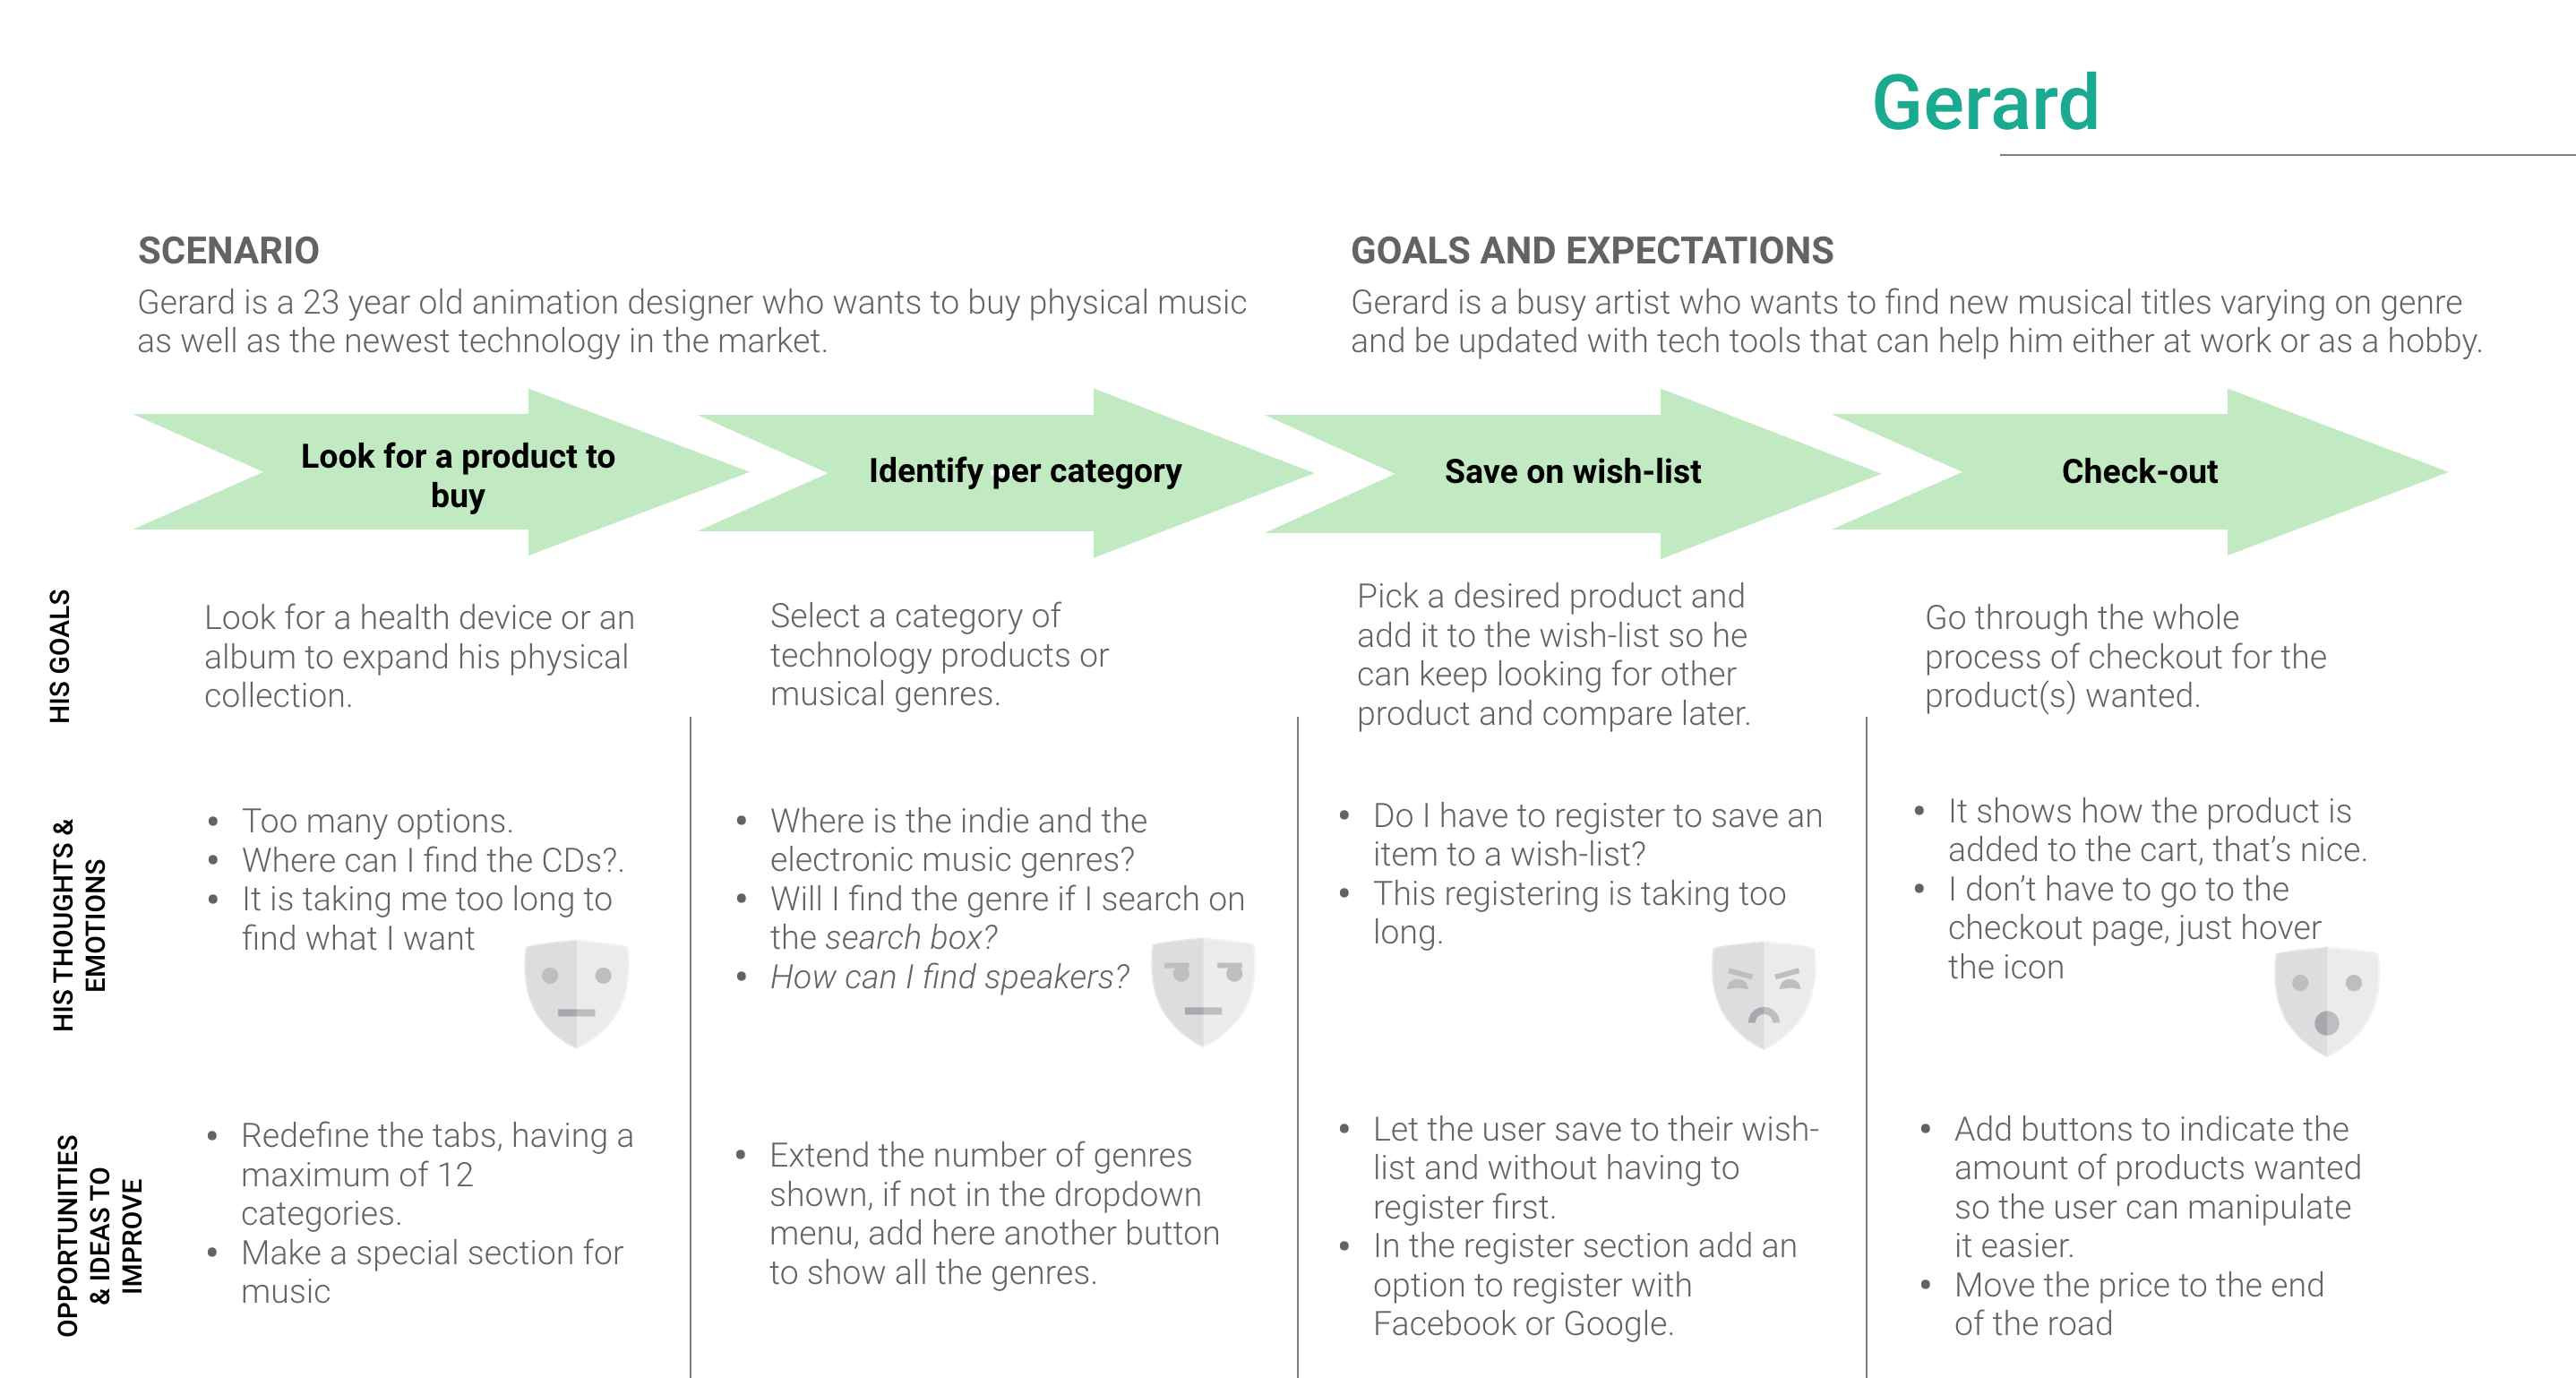 Gerard
SCENARIO
Gerard is a 23 year old animation designer who wants to buy physical music
as well as the newest technology in the market.
GOALS AND EXPECTATIONS
Gerard is a busy artist who wants to find new musical titles varying on genre
and be updated with tech tools that can help him either at work or as a hobby.
Look for a product to
buy
Identify per category
Save on wish-list
Check-out
HIS GOALS
Look for a health device or an
album to expand his physical
collection.
Select a category of
technology products or
musical genres.
Pick a desired product and
add it to the wish-list so he
can keep looking for other
product and compare later.
Go through the whole
process of checkout for the
product(s) wanted.
HIS THOUGHTS &
EMOTIONS
• Too many options.
• Where can I find the CDs?.
• It is taking me too long to
find what I want
• Where is the indie and the
electronic music genres?
• Will I find the genre if I search on
the search box?
• How can I find speakers?
• Do I have to register to save an
item to a wish-list?
• This registering is taking too
long.
• It shows how the product is
added to the cart, that's nice.
• I don't have to go to the
checkout page, just hover
the icon
OPPORTUNITIES
& IDEAS TO
IMPROVE
• Redefine the tabs, having a
maximum of 12
categories.
• Make a special section for
music
• Extend the number of genres
shown, if not in the dropdown
menu, add here another button
to show all the genres.
• Let the user save to their wish-
list and without having to
register first.
• In the register section add an
option to register with
Facebook or Google.
• Add buttons to indicate the
amount of products wanted
so the user can manipulate
it easier.
• Move the price to the end
of the road